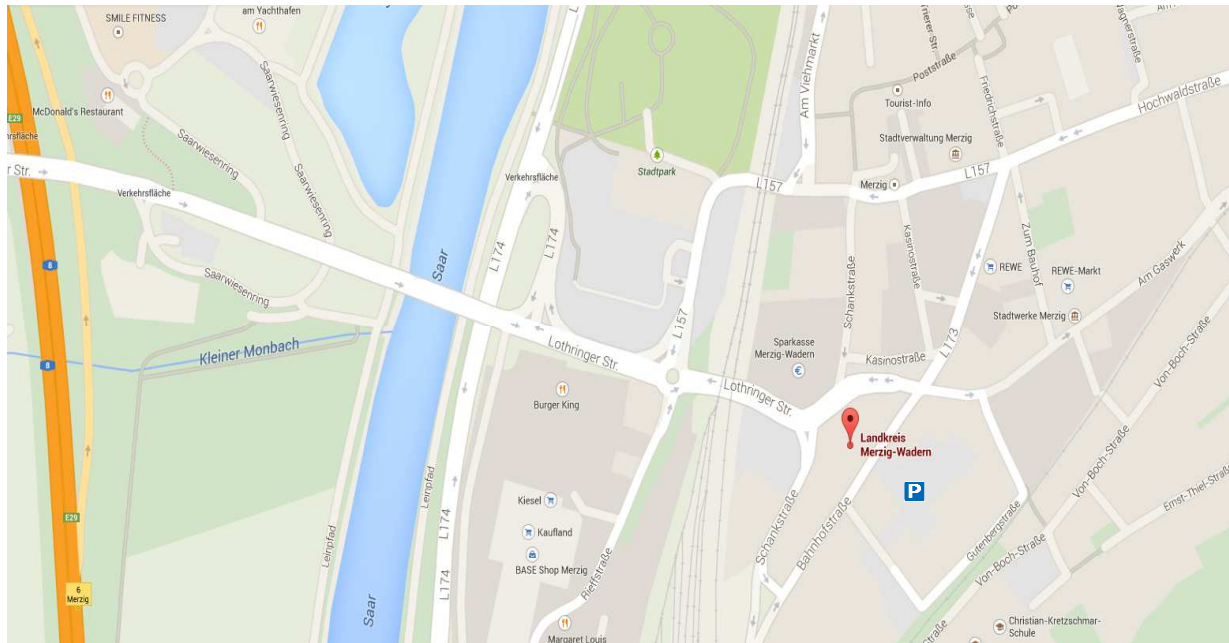 SMILE FITNESS
am Yachthafen
McDonald's Restaurant
E29
Saarwiesenring
Saarwiesenring
Saarwiesenring
Saarwiesenring
er Str.
Verkehrsfläche
8
8
Kleiner Monbach
E29
6
Merzig
Saar
Saar
Leinpfad
Leinpfad
L174
L174
L174
L174
Verkehrsfläche
Stadtpark
Lothringer Str.
Lothringer Str.
Burger King
Kiesel
Kaufland
BASE Shop Merzig
Margaret Louis
Rieffstraße
L157
L157
L157
Am Viehmarkt
Poststraße
Tourist-Info
Friedrichstraße
Stadtverwaltung Merzig
Merzig
Hochwaldstraße
Kasinostraße
Kasinostraße
Schankstraße
Schankstraße
Zum Bauhof
REWE
REWE-Markt
Stadtwerke Merzig
Am Gaswerk
L173
Sparkasse
Merzig-Wadern
€
Landkreis
Merzig-Wadern
P
Bahnhofstraße
Gutenbergstraße
Von-Boch-Straße
Von-Boch-Straße
Von-Boch-Straße
Ernst-Thiel-Straße
Christian-Kretzschmar-
Schule